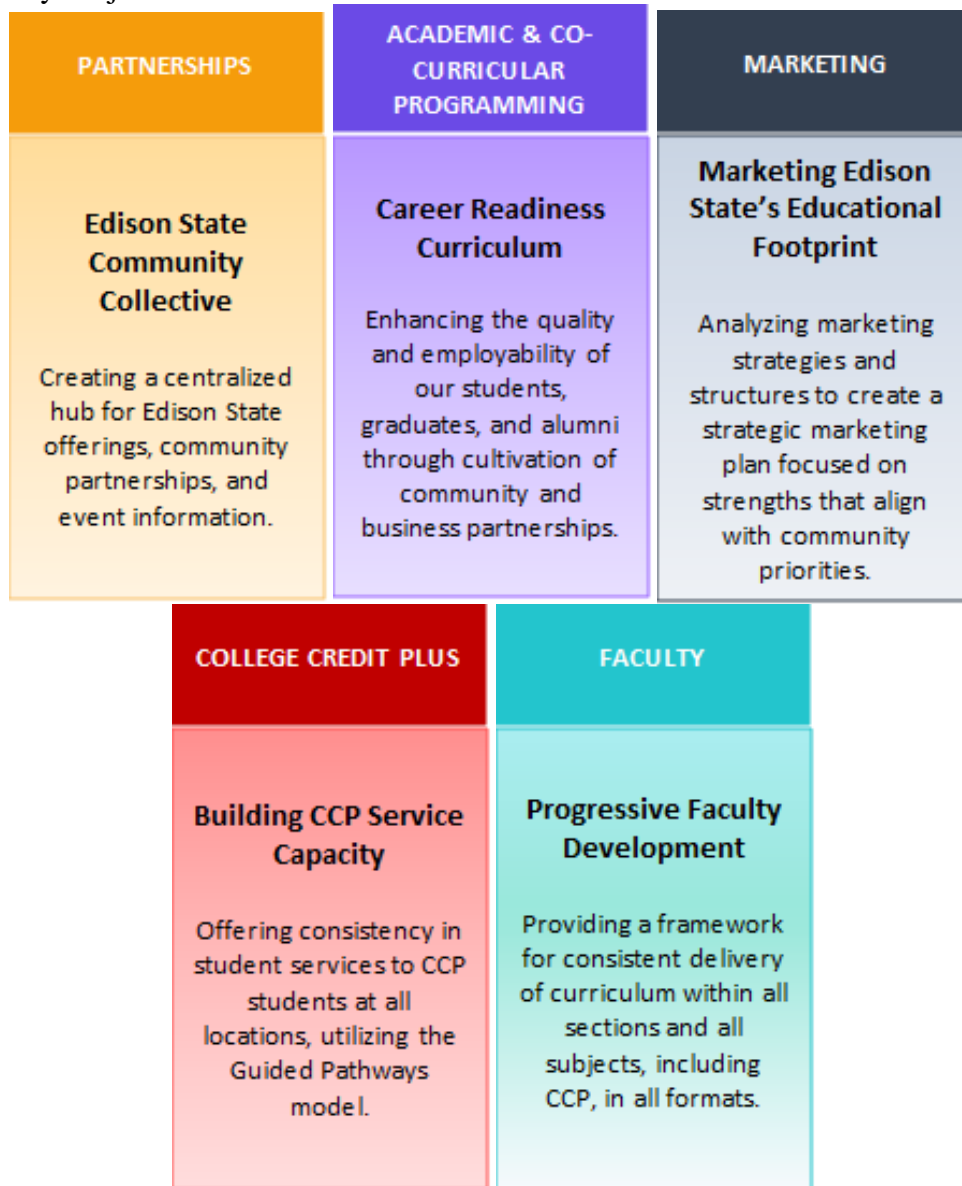 PARTNERSHIPS
Edison State
Community
Collective
Creating a centralized
hub for Edison State
offerings, community
partnerships, and
event information.
ACADEMIC & CO-
CURRICULAR
PROGRAMMING
Career Readiness
Curriculum
Enhancing the quality
and employability of
our students,
graduates, and alumni
through cultivation of
community and
business partnerships.
MARKETING
Marketing Edison
State’s Educational
Footprint
Analyzing marketing
strategies and
structures to create a
strategic marketing
plan focused on
strengths that align
with community
priorities.
COLLEGE CREDIT PLUS
Building CCP Service
Capacity
Offering consistency in
student services to CCP
students at all
locations, utilizing the
Guided Pathways
model.
FACULTY
Progressive Faculty
Development
Providing a framework
for consistent delivery
of curriculum within all
sections and all
subjects, including
CCP, in all formats.